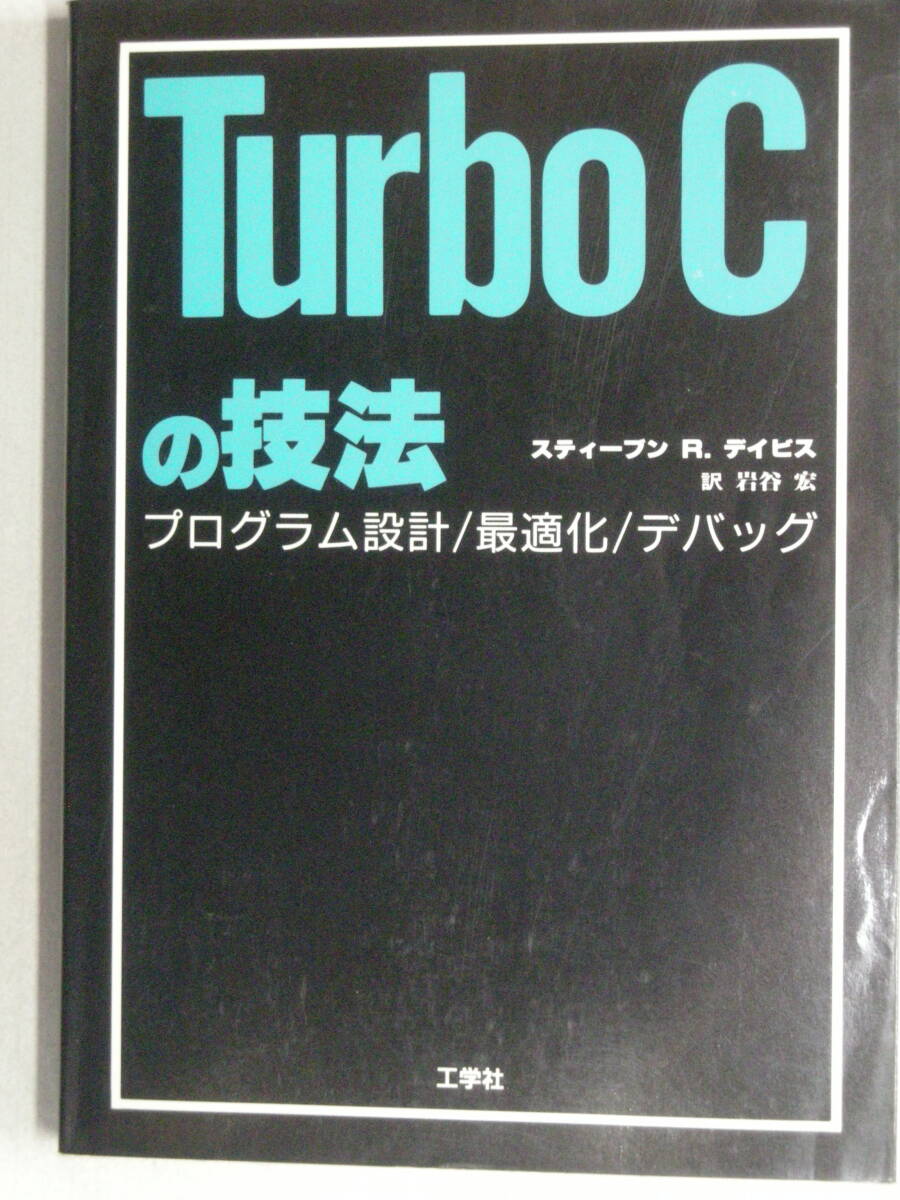 Turbo C
の技法
スティーブン R. デイビス
訳 岩谷 宏
プログラム設計/最適化/デバッグ
工学社